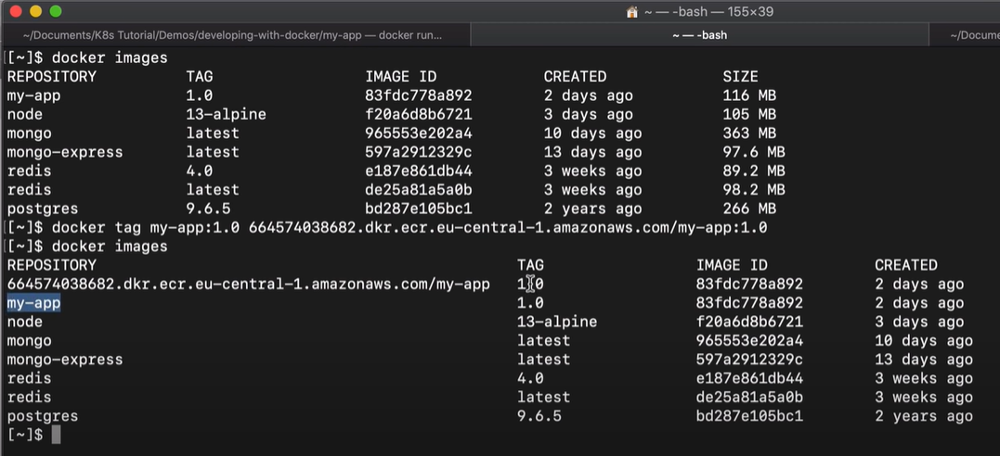 ~ — -bash — 155×39
~/Documents/K8s Tutorial/Demos/developing-with-docker/my-app — docker run... ~ — -bash ~/Docume
[~]$ docker images
REPOSITORY TAG IMAGE ID CREATED SIZE
my-app 1.0 83fdc778a892 2 days ago 116 MB
node 13-alpine f20a6d8b6721 3 days ago 105 MB
mongo latest 965553e202a4 10 days ago 363 MB
mongo-express latest 597a2912329c 13 days ago 97.6 MB
redis 4.0 e187e861db44 3 weeks ago 89.2 MB
redis latest de25a81a5a0b 3 weeks ago 98.2 MB
postgres 9.6.5 bd287e105bc1 2 years ago 266 MB
[~]$ docker tag my-app:1.0 664574038682.dkr.ecr.eu-central-1.amazonaws.com/my-app:1.0
[~]$ docker images
REPOSITORY TAG IMAGE ID CREATED
664574038682.dkr.ecr.eu-central-1.amazonaws.com/my-app 1.0 83fdc778a892 2 days ago
my-app 1.0 83fdc778a892 2 days ago
node 13-alpine f20a6d8b6721 3 days ago
mongo latest 965553e202a4 10 days ago
mongo-express latest 597a2912329c 13 days ago
redis 4.0 e187e861db44 3 weeks ago
redis latest de25a81a5a0b 3 weeks ago
postgres 9.6.5 bd287e105bc1 2 years ago
[~]$